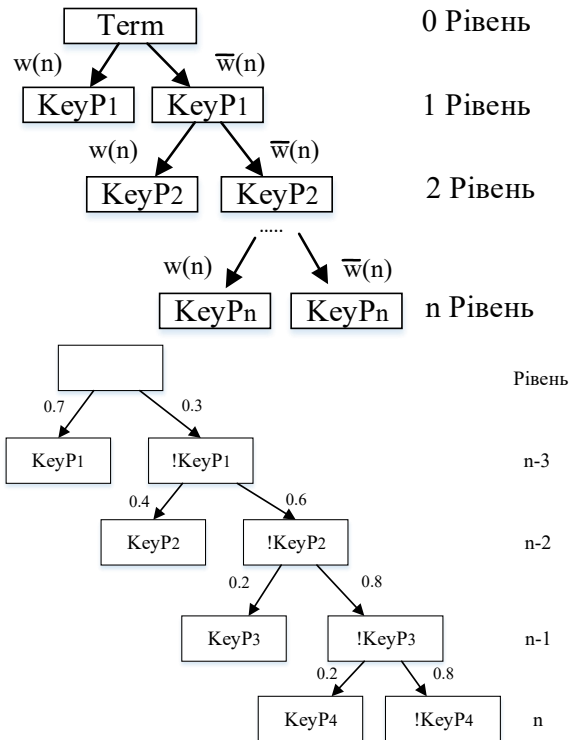 Term 0 Рівень
w(n) w̅(n)
KeyP1 KeyP1 1 Рівень
w(n) w̅(n)
KeyP2 KeyP2 2 Рівень
.....
w(n) w̅(n)
KeyPn KeyPn n Рівень
Рівень
0.7 0.3
KeyP1 !KeyP1 n-3
0.4 0.6
KeyP2 !KeyP2 n-2
0.2 0.8
KeyP3 !KeyP3 n-1
0.2 0.8
KeyP4 !KeyP4 n